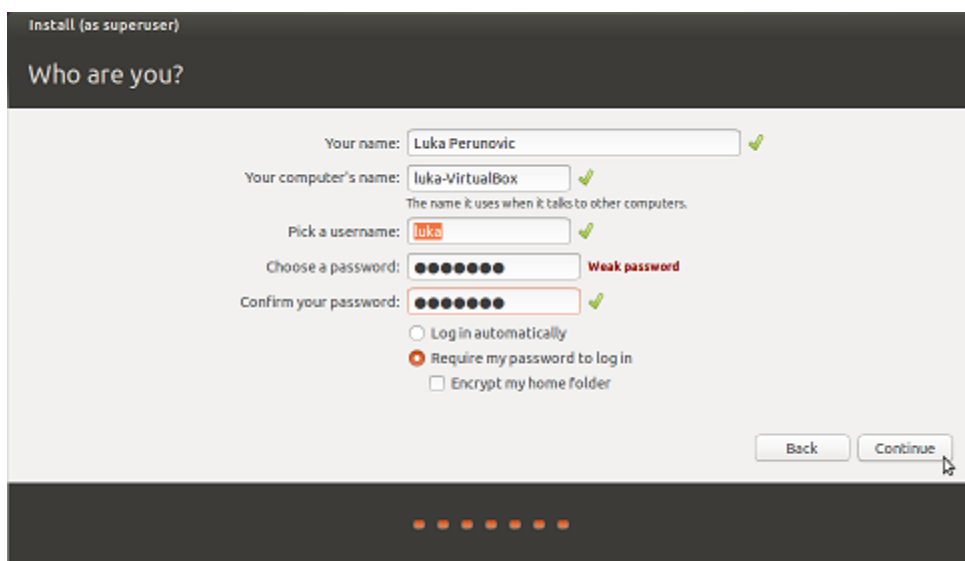 Install (as superuser)
Who are you?
Your name: Luka Perunovic
Your computer's name: luka-VirtualBox
The name it uses when it talks to other computers.
Pick a username: luka
Choose a password: ●●●●●●● Weak password
Confirm your password: ●●●●●●●
Log in automatically
Require my password to log in
Encrypt my home folder
Back Continue